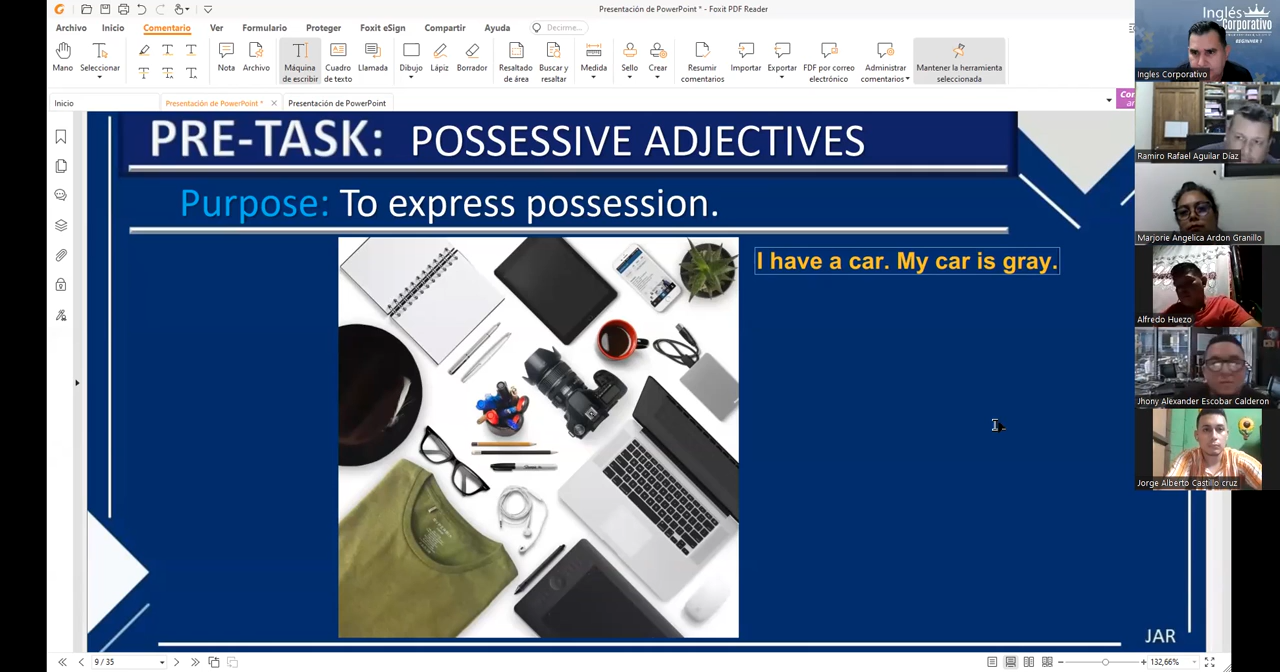 Presentación de PowerPoint * - Foxit PDF Reader
Archivo Inicio Comentario Ver Formulario Proteger Foxit eSign Compartir Ayuda Decirme...
Mano Seleccionar Nota Archivo Máquina de escribir Cuadro de texto Llamada Dibujo Lápiz Borrador Resaltado de área Buscar y resaltar Medida Sello Crear Resumir comentarios Importar Exportar FDF por correo electrónico Administrar comentarios Mantener la herramienta seleccionada
Inicio Presentación de PowerPoint * Presentación de PowerPoint
PRE-TASK: POSSESSIVE ADJECTIVES
Purpose: To express possession.
I have a car. My car is gray.
JAR
9 / 35
132,66%
Inglés
Corporativo
BEGINNER 1
Ingles Corporativo
Ramiro Rafael Aguilar Díaz
Marjorie Angelica Ardon Granillo
Alfredo Huezo
Jhony Alexander Escobar Calderon
Jorge Alberto Castillo cruz